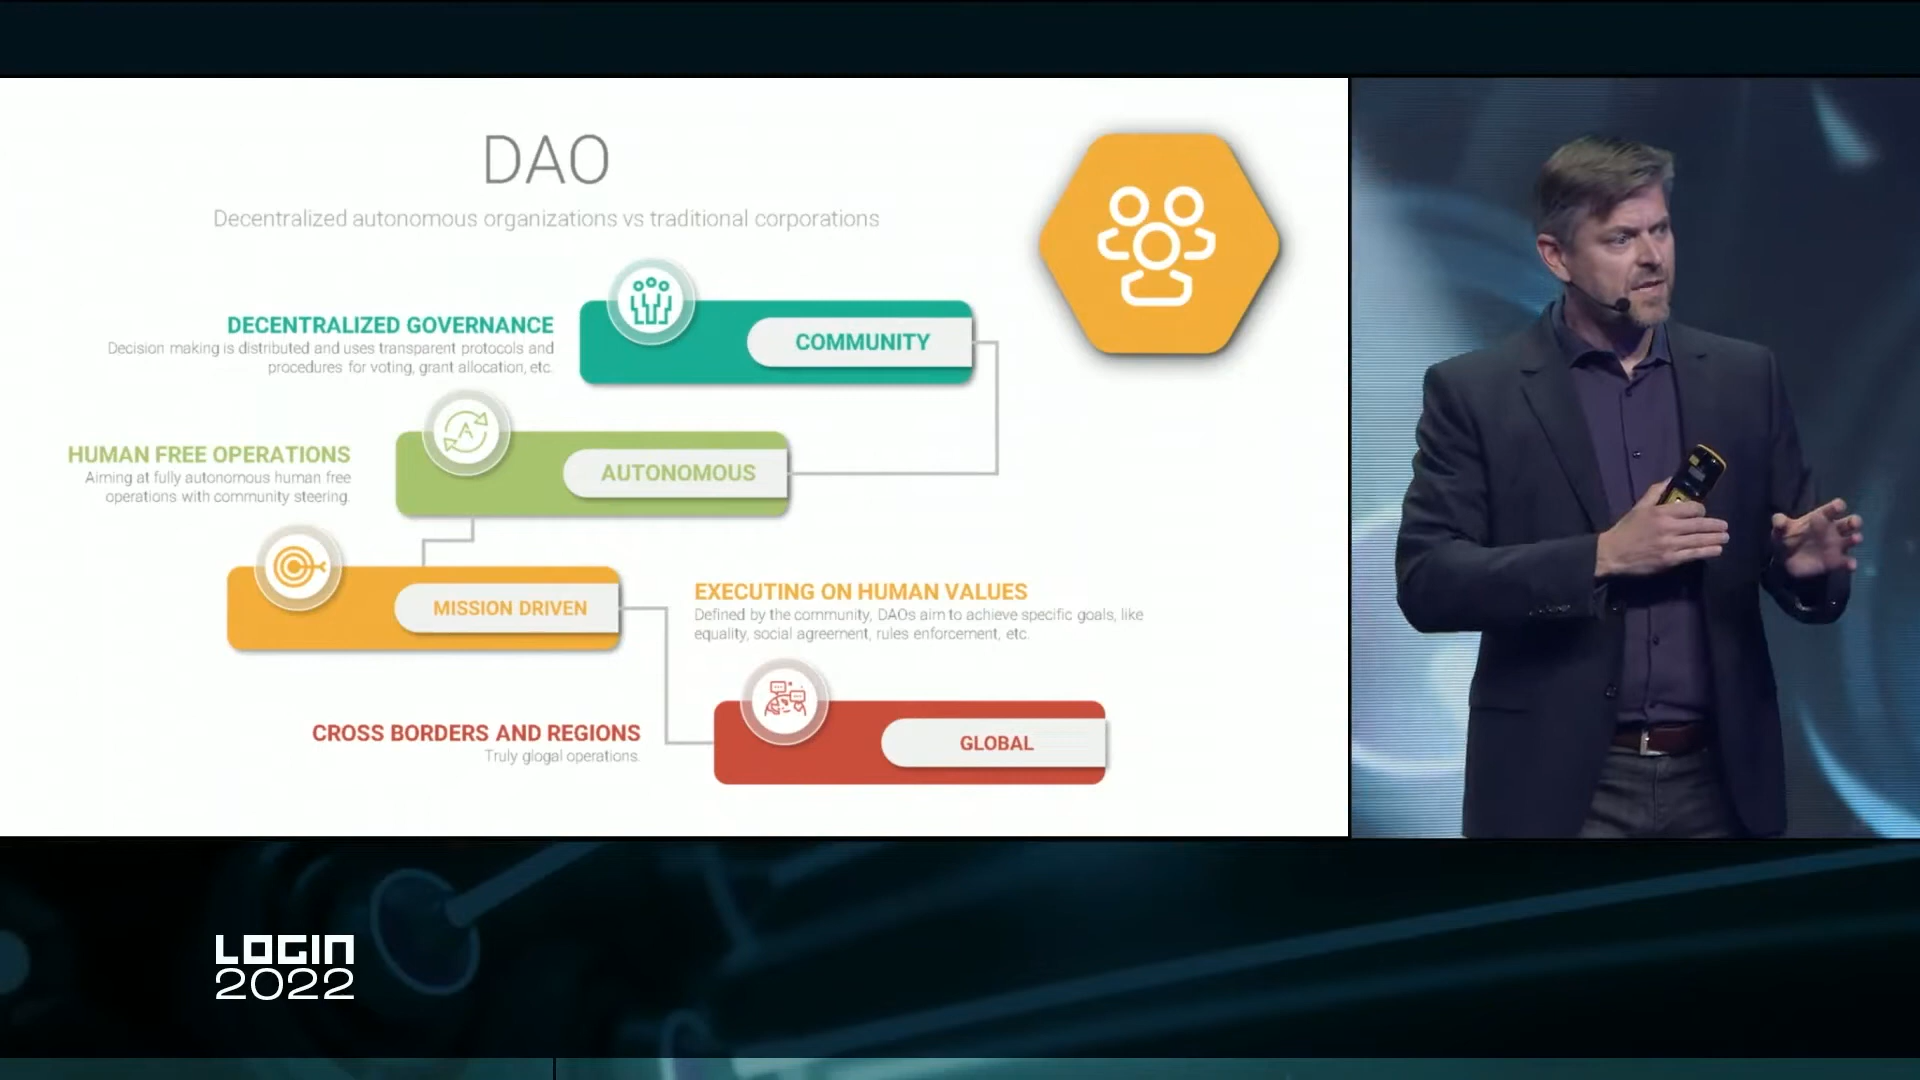 DAO
Decentralized autonomous organizations vs traditional corporations
DECENTRALIZED GOVERNANCE
Decision making is distributed and uses transparent protocols and
procedures for voting, grant allocation, etc.
COMMUNITY
HUMAN FREE OPERATIONS
Aiming at fully autonomous human free
operations with community steering.
AUTONOMOUS
MISSION DRIVEN
EXECUTING ON HUMAN VALUES
Defined by the community, DAOs aim to achieve specific goals, like
equality, social agreement, rules enforcement, etc.
CROSS BORDERS AND REGIONS
Truly glogal operations.
GLOBAL
LOGIN
2022